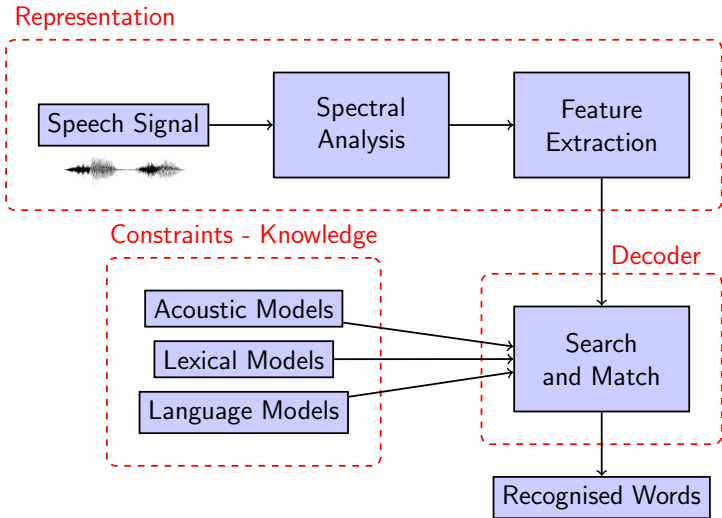 Representation
Speech Signal
Spectral
Analysis
Feature
Extraction
Constraints - Knowledge
Decoder
Acoustic Models
Lexical Models
Language Models
Search
and Match
Recognised Words